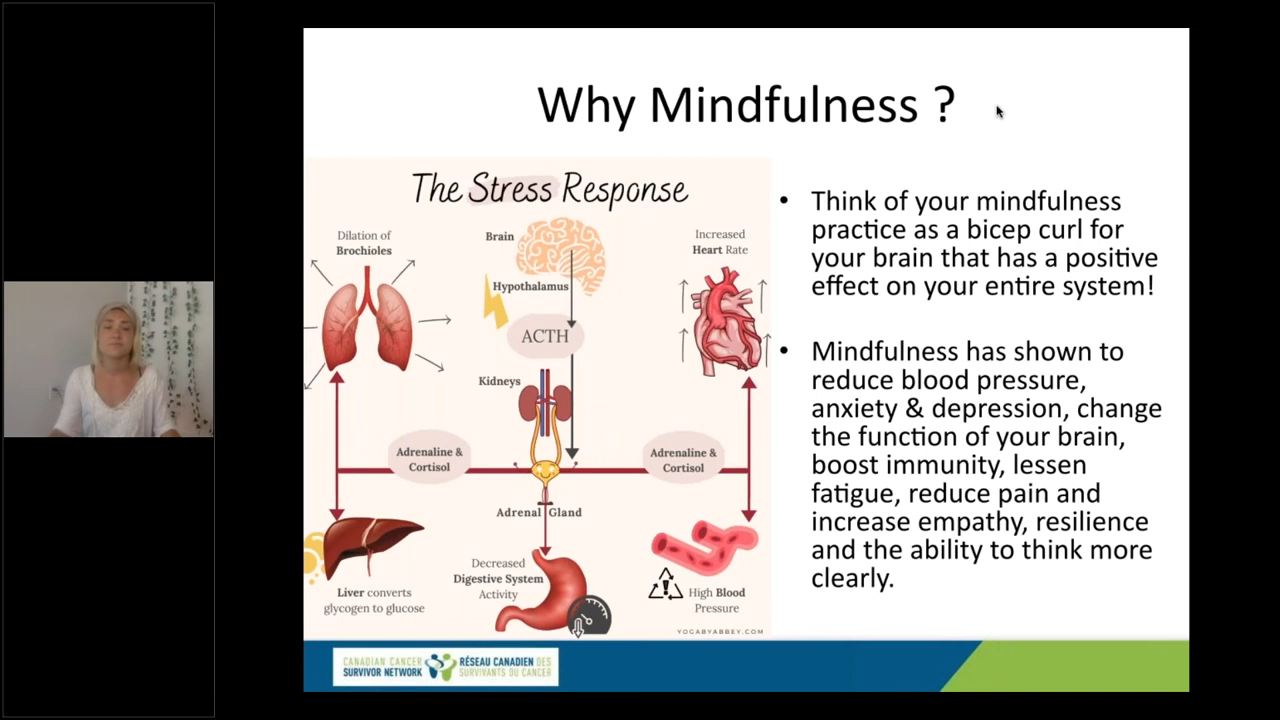 Why Mindfulness ?
The Stress Response
Dilation of
Brochioles
Brain
Hypothalamus
ACTH
Increased
Heart Rate
Kidneys
Adrenaline &
Cortisol
Adrenaline &
Cortisol
Adrenal Gland
Liver converts
glycogen to glucose
Decreased
Digestive System
Activity
High Blood
Pressure
YOGABYABBEY.COM
• Think of your mindfulness
practice as a bicep curl for
your brain that has a positive
effect on your entire system!
• Mindfulness has shown to
reduce blood pressure,
anxiety & depression, change
the function of your brain,
boost immunity, lessen
fatigue, reduce pain and
increase empathy, resilience
and the ability to think more
clearly.
CANADIAN CANCER
SURVIVOR NETWORK
RÉSEAU CANADIEN DES
SURVIVANTS DU CANCER